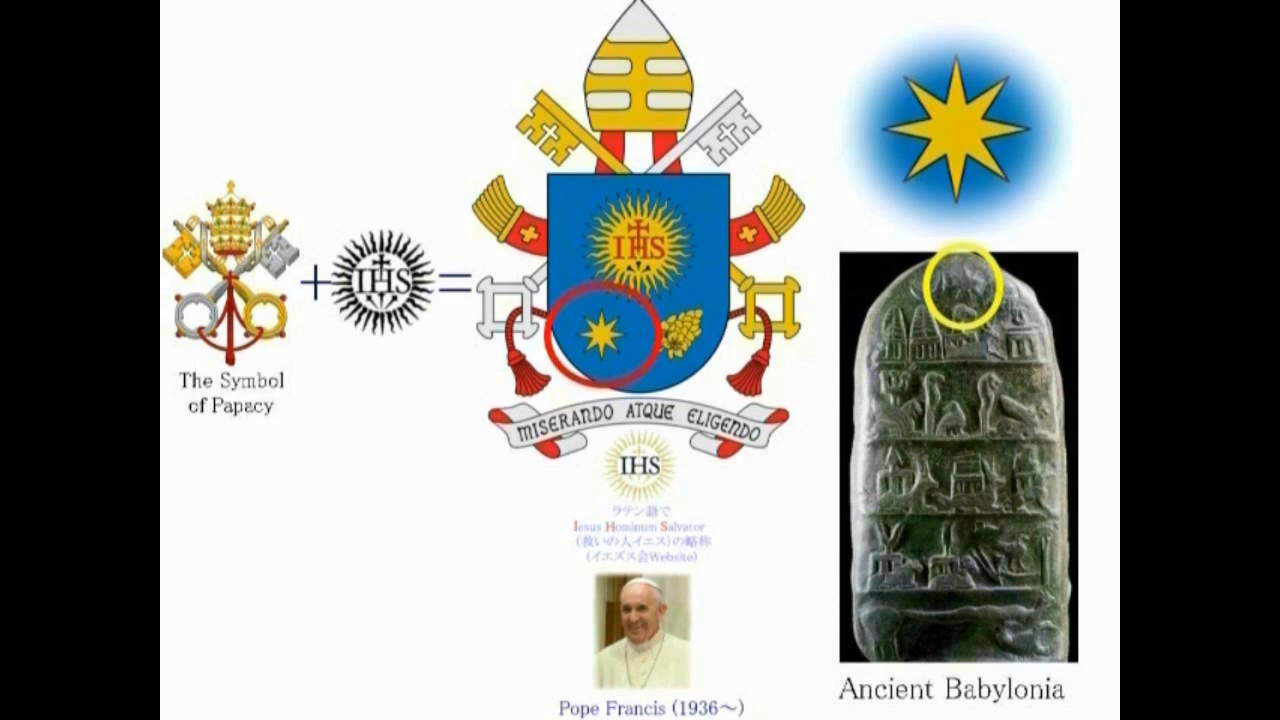 IHS
+
=
The Symbol
of Papacy
IHS
MISERANDO ATQUE ELIGENDO
IHS
ラテン語で
Iesus Hominum Salvator
(救いの人イエス)の略称
(イエズス会Website)
Pope Francis (1936～)
Ancient Babylonia